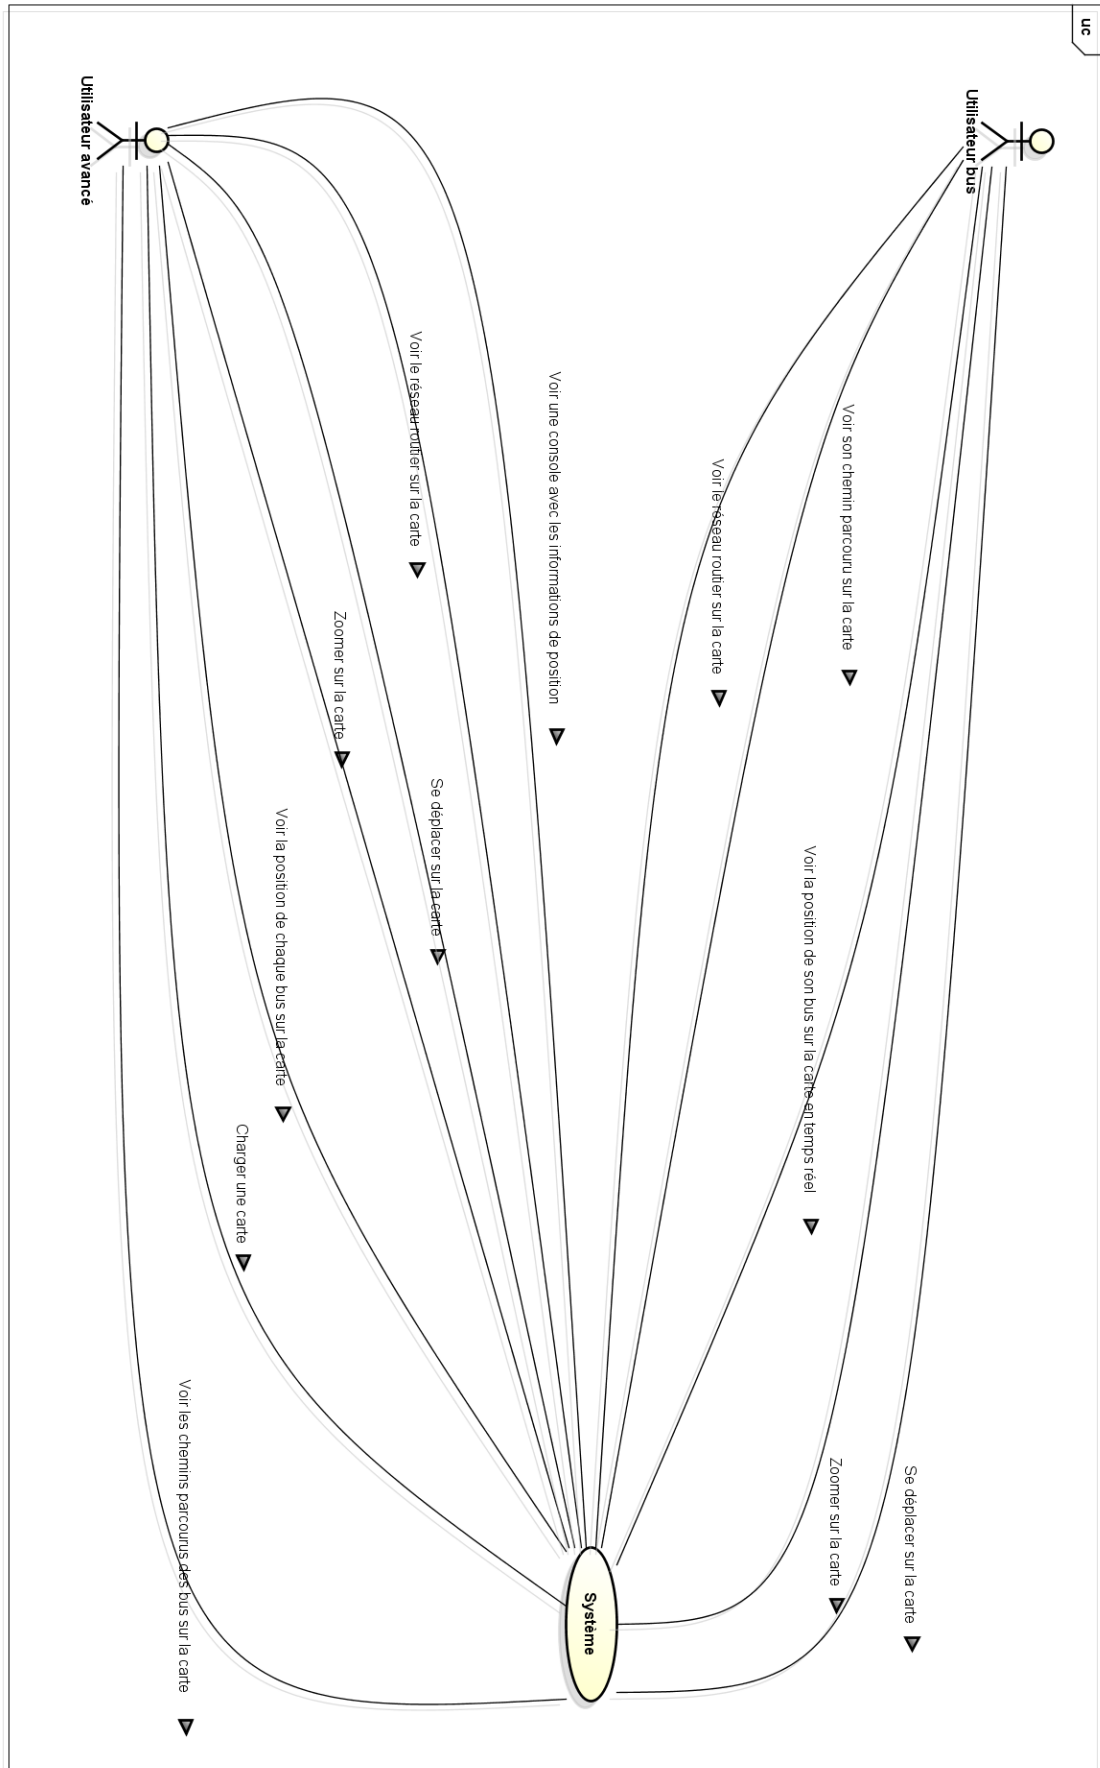 uc
Utilisateur bus
Se déplacer sur la carte
Voir son chemin parcouru sur la carte
Zoomer sur la carte
Voir la position de son bus sur la carte en temps réel
Voir le réseau routier sur la carte
Système
Voir une console avec les informations de position
Se déplacer sur la carte
Voir le réseau routier sur la carte
Zoomer sur la carte
Voir la position de chaque bus sur la carte
Charger une carte
Voir les chemins parcourus des bus sur la carte
Utilisateur avancé